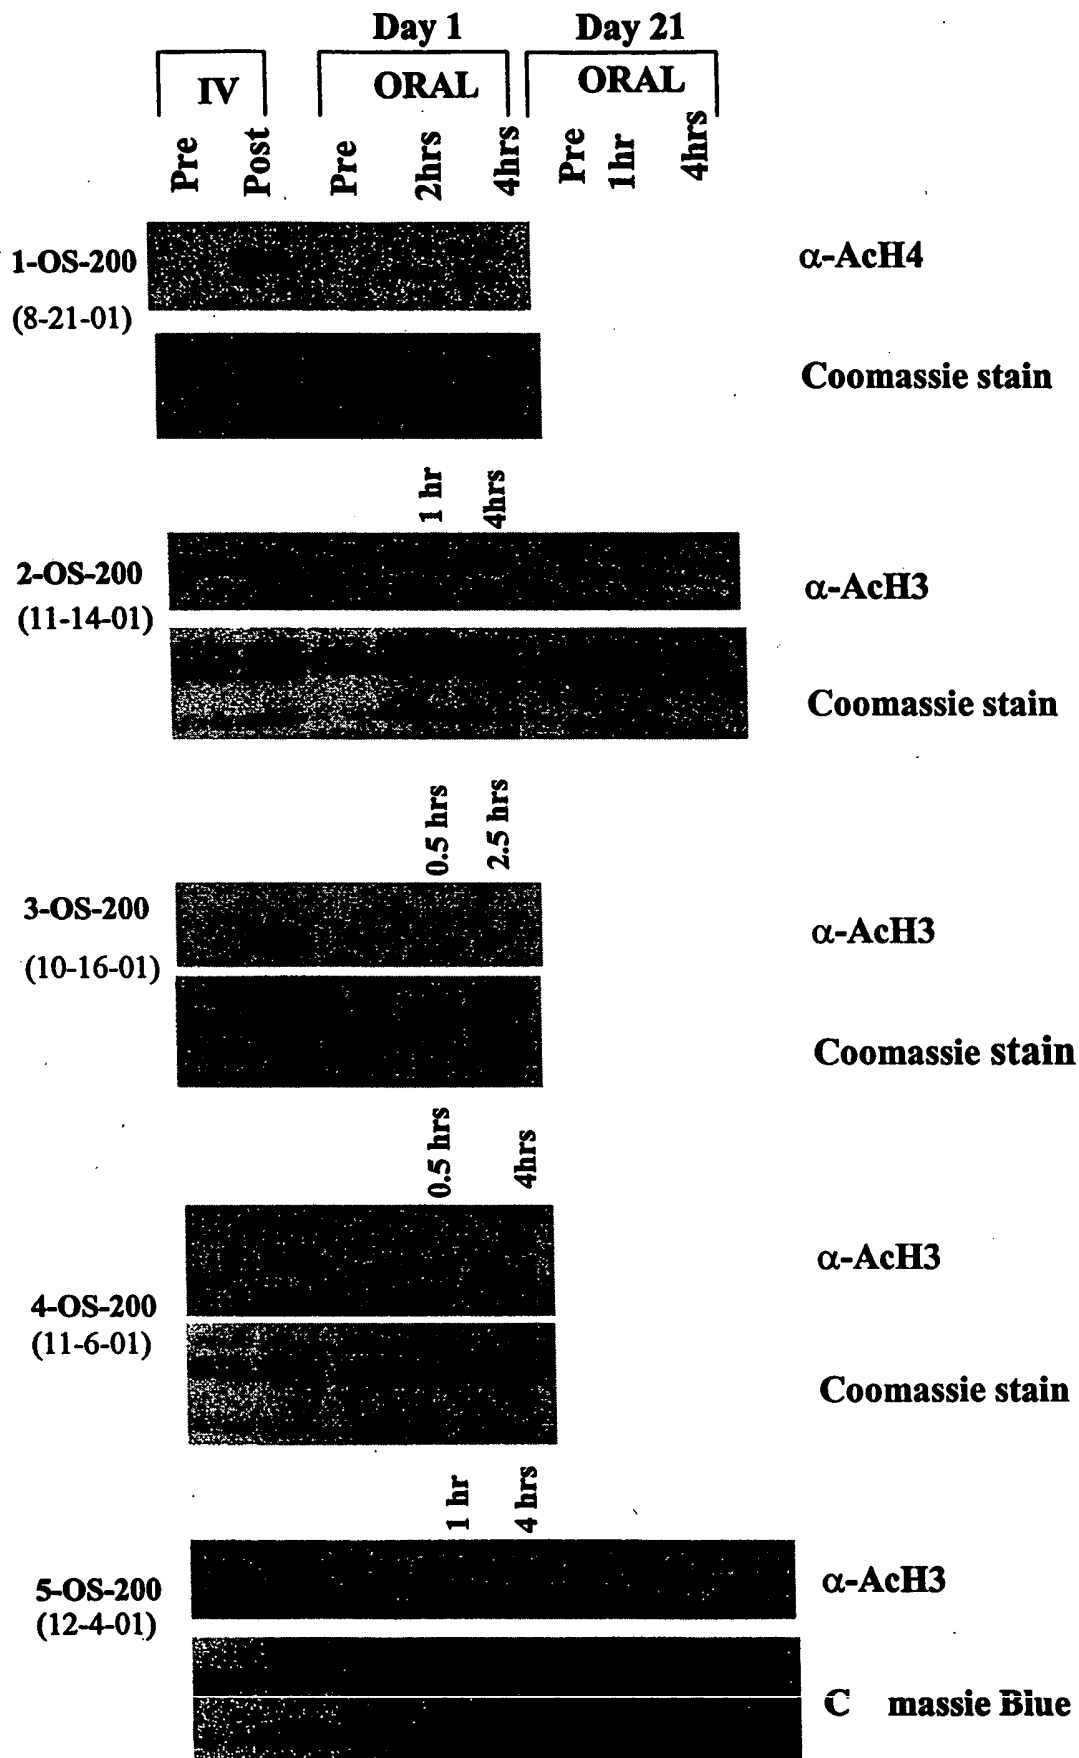 Day 1 Day 21
IV ORAL ORAL
Pre Post Pre 2hrs 4hrs Pre 1hr 4hrs
1-OS-200 α-AcH4
(8-21-01)
Coomassie stain
1 hr 4hrs
2-OS-200 α-AcH3
(11-14-01)
Coomassie stain
0.5 hrs 2.5 hrs
3-OS-200 α-AcH3
(10-16-01)
Coomassie stain
0.5 hrs 4hrs
α-AcH3
4-OS-200
(11-6-01)
Coomassie stain
1 hr 4 hrs
5-OS-200 α-AcH3
(12-4-01)
C massie Blue